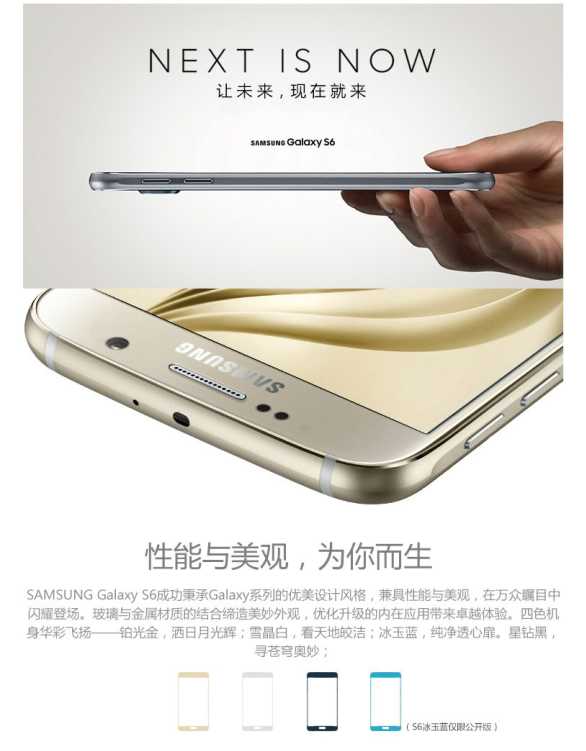 NEXT IS NOW
让未来，现在就来
SAMSUNG Galaxy S6
SAMSUNG
性能与美观，为你而生
SAMSUNG Galaxy S6成功秉承Galaxy系列的优美设计风格，兼具性能与美观，在万众瞩目中
闪耀登场。玻璃与金属材质的结合缔造美妙外观，优化升级的内在应用带来卓越体验。四色机
身华彩飞扬——铂光金，洒日月光辉；雪晶白，看天地皎洁；冰玉蓝，纯净透心扉。星钻黑，
寻苍穹奥妙；
（S6冰玉蓝仅限公开版）